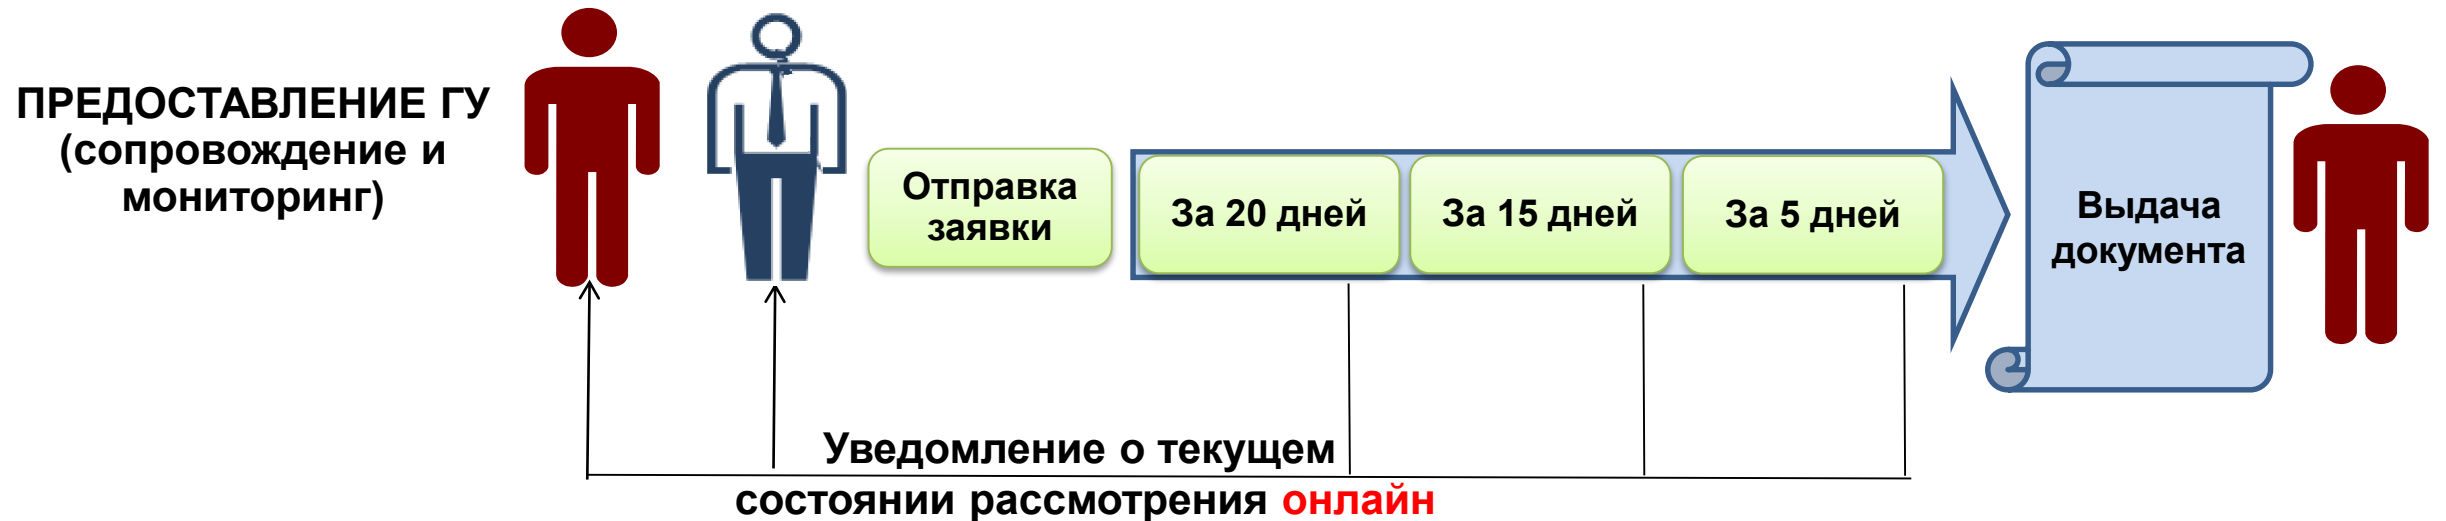 ПРЕДОСТАВЛЕНИЕ ГУ
(сопровождение и
мониторинг)
Отправка
заявки
За 20 дней
За 15 дней
За 5 дней
Выдача
документа
Уведомление о текущем
состоянии рассмотрения онлайн